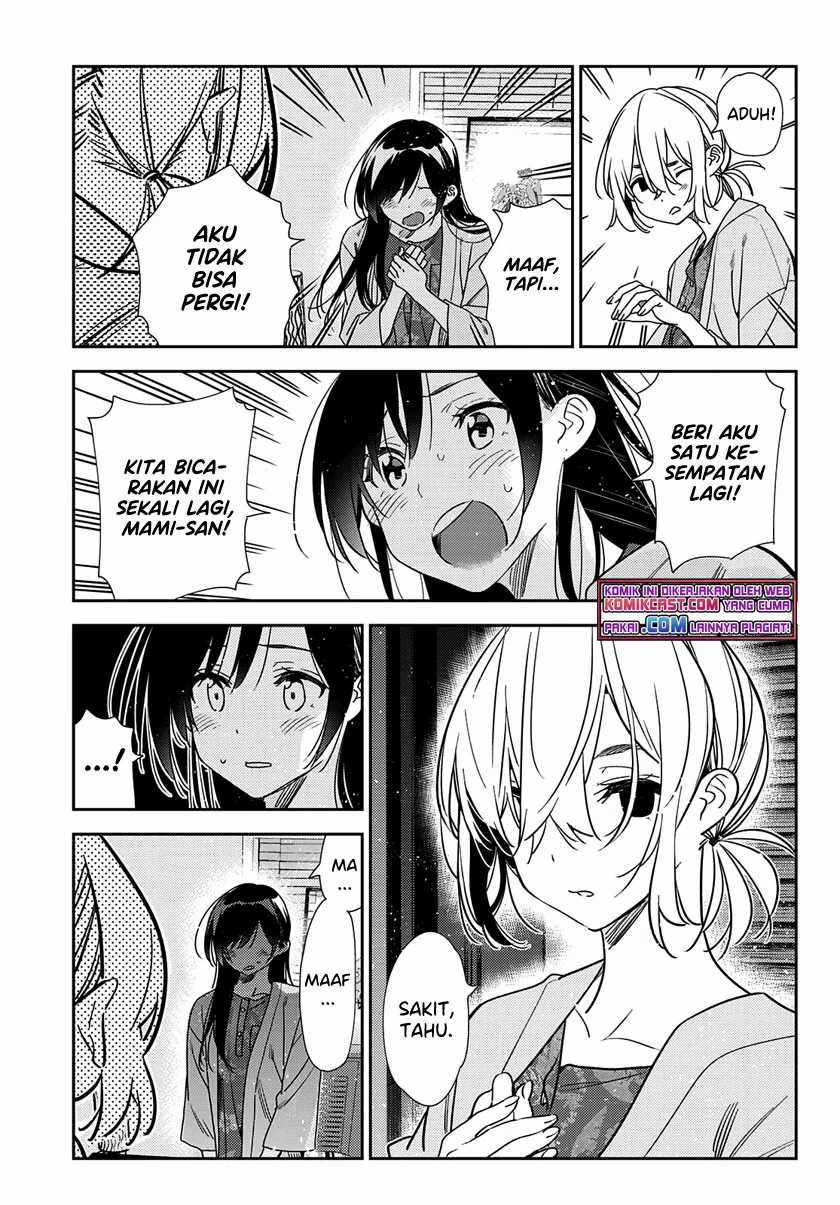 ADUH!
MAAF,
TAPI...
AKU
TIDAK
BISA
PERGI!
BERI AKU
SATU KE-
SEMPATAN
LAGI!
KITA BICA-
RAKAN INI
SEKALI LAGI,
MAMI-SAN!
KOMIK INI DIKERJAKAN OLEH WEB
KOMIKCAST.COM YANG CUMA
PAKAI .COM LAINNYA PLAGIAT!
SAKIT,
TAHU.
....!
MA
...
MAAF
...